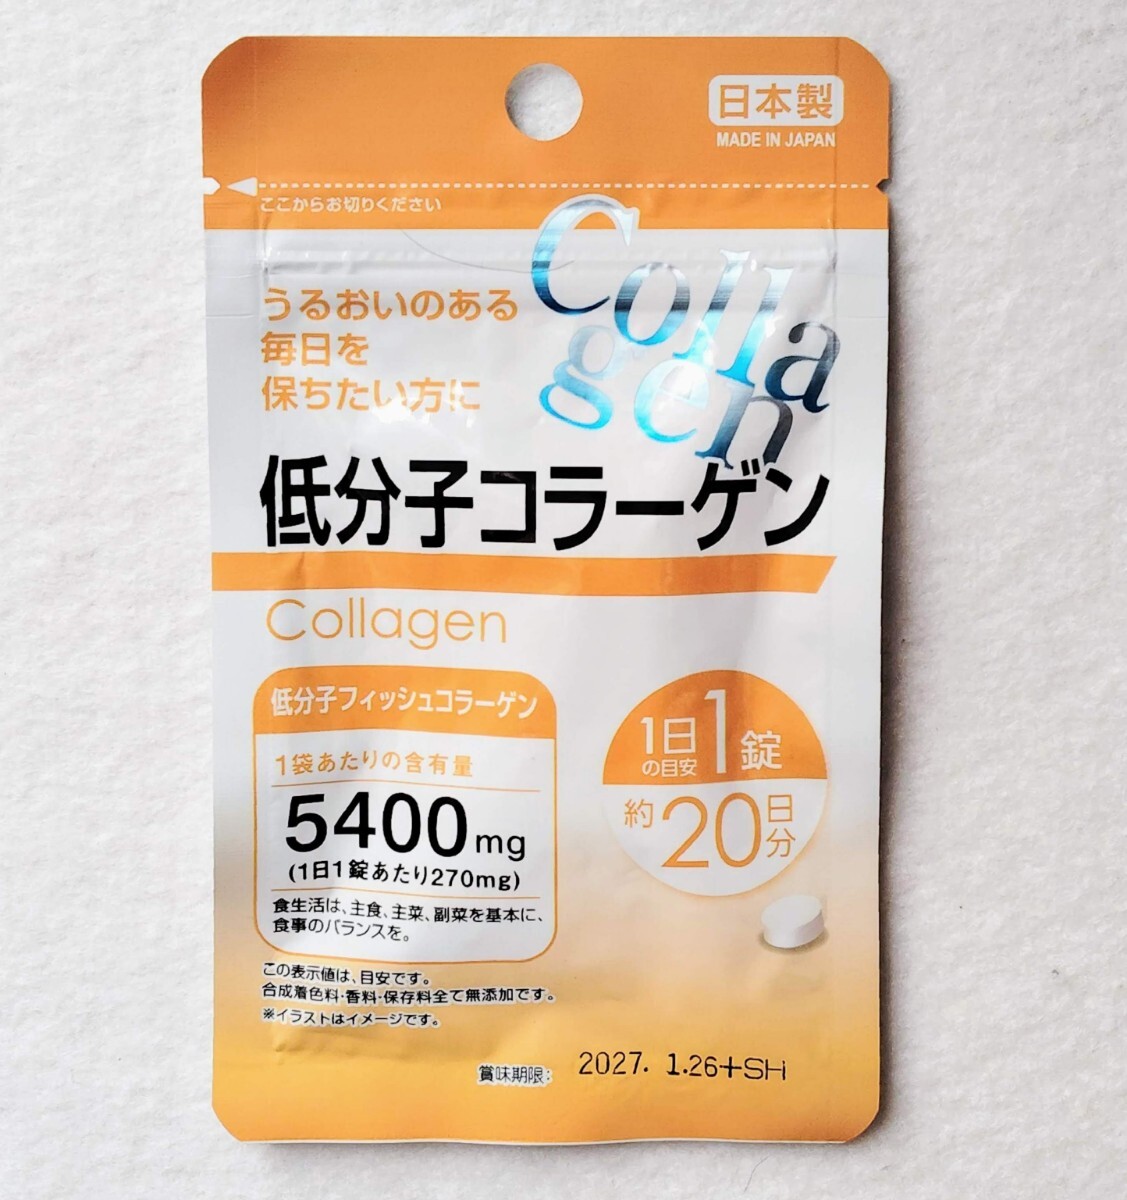 日本製
MADE IN JAPAN
ここからお切りください
Collagen
うるおいのある
毎日を
保ちたい方に
低分子コラーゲン
Collagen
低分子フィッシュコラーゲン
1袋あたりの含有量
5400mg
(1日1錠あたり270mg)
食生活は、主食、主菜、副菜を基本に、
食事のバランスを。
1日の目安1錠
約20日分
この表示値は、目安です。
合成着色料・香料・保存料全て無添加です。
※イラストはイメージです。
賞味期限: 2027. 1.26+SH